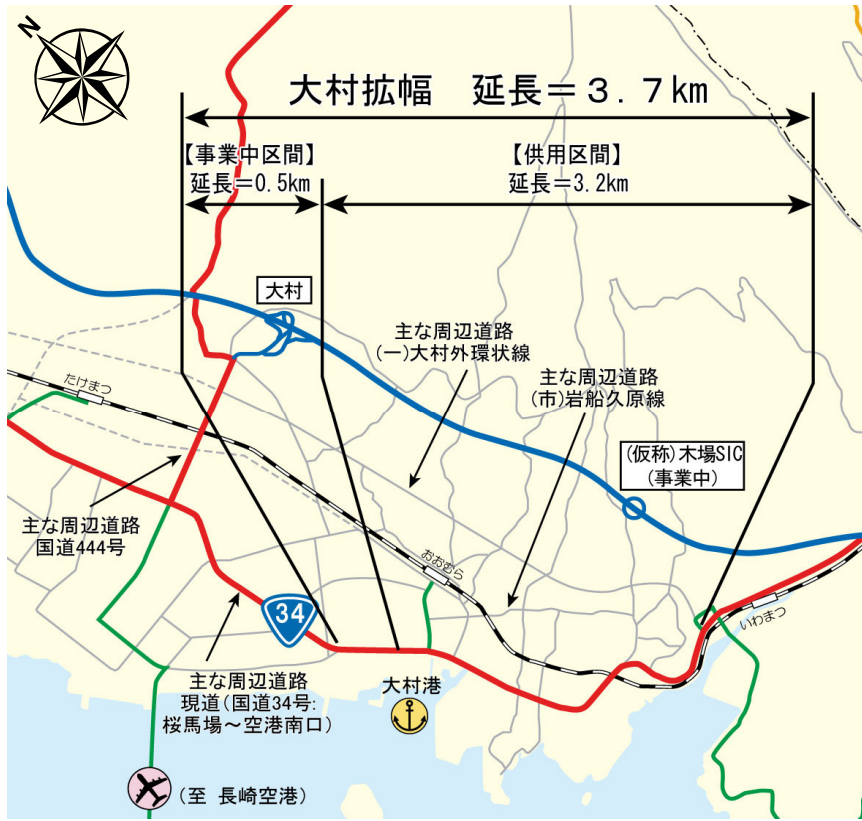 N
大村拡幅　延長＝３．７km
【事業中区間】
延長＝0.5km
【供用区間】
延長＝3.2km
大村
主な周辺道路
(一)大村外環状線
主な周辺道路
(市)岩船久原線
たけまつ
(仮称)木場SIC
(事業中)
主な周辺道路
国道444号
おおむら
34
いわまつ
主な周辺道路
現道(国道34号:
桜馬場～空港南口)
大村港
(至 長崎空港)